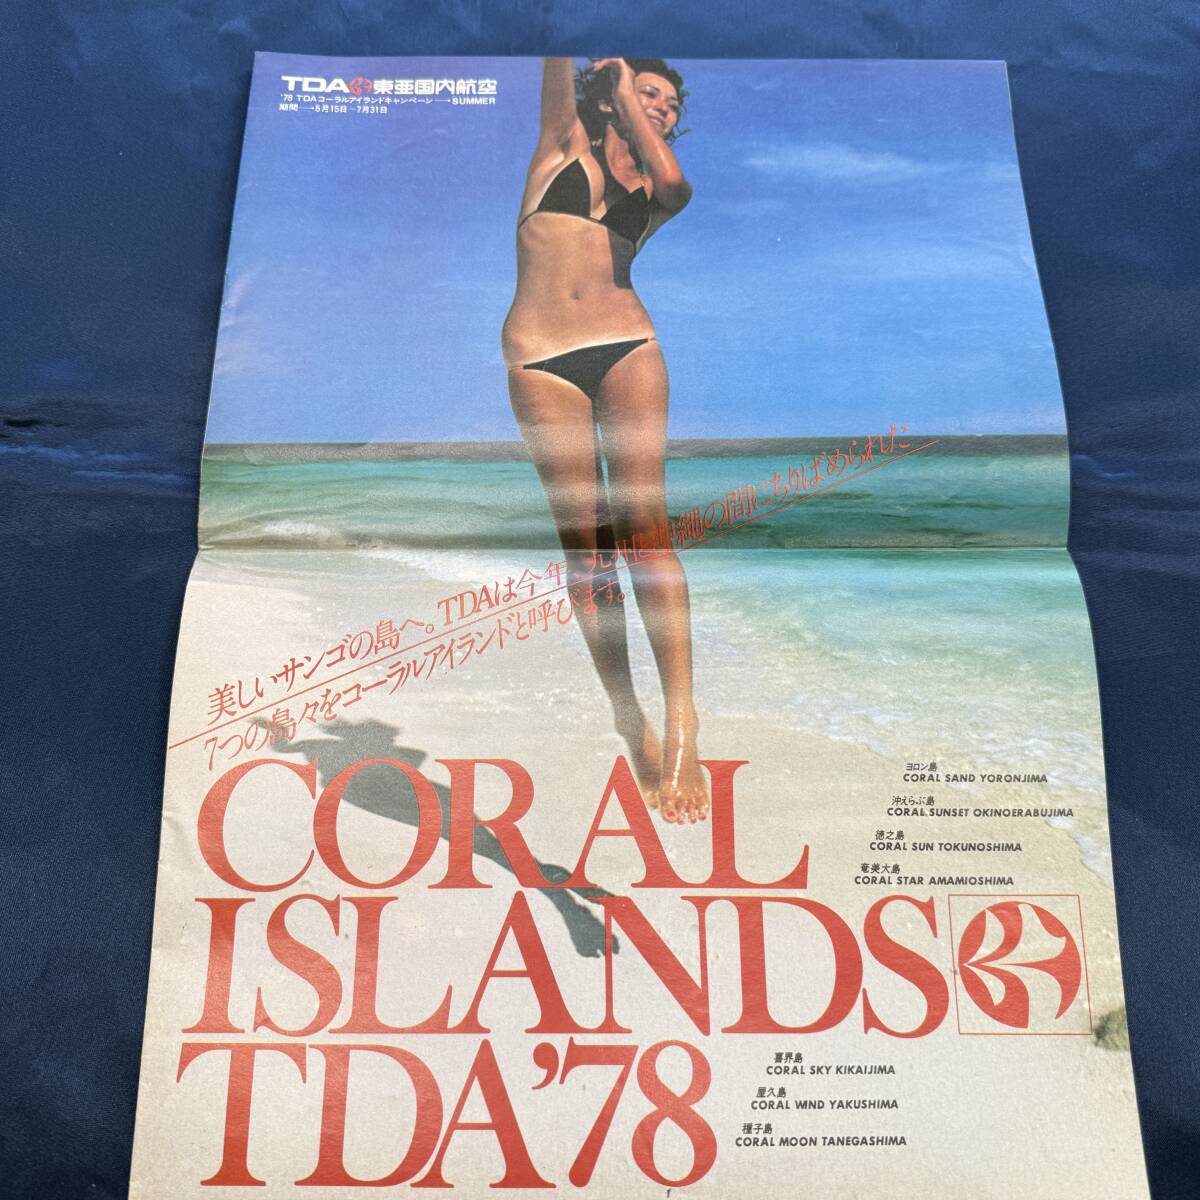 TDA 東亜国内航空
'78 TDAコーラルアイランドキャンペーン→SUMMER
期間→5月15日-7月31日
美しいサンゴの島へ。TDAは今年、九州と沖縄の間にちりばめられた
7つの島々をコーラルアイランドと呼びます。
CORAL
ISLANDS
TDA'78
ヨロン島
CORAL SAND YORONJIMA
沖えらぶ島
CORAL SUNSET OKINOERABUJIMA
徳之島
CORAL SUN TOKUNOSHIMA
奄美大島
CORAL STAR AMAMIOSHIMA
喜界島
CORAL SKY KIKAIJIMA
屋久島
CORAL WIND YAKUSHIMA
種子島
CORAL MOON TANEGASHIMA